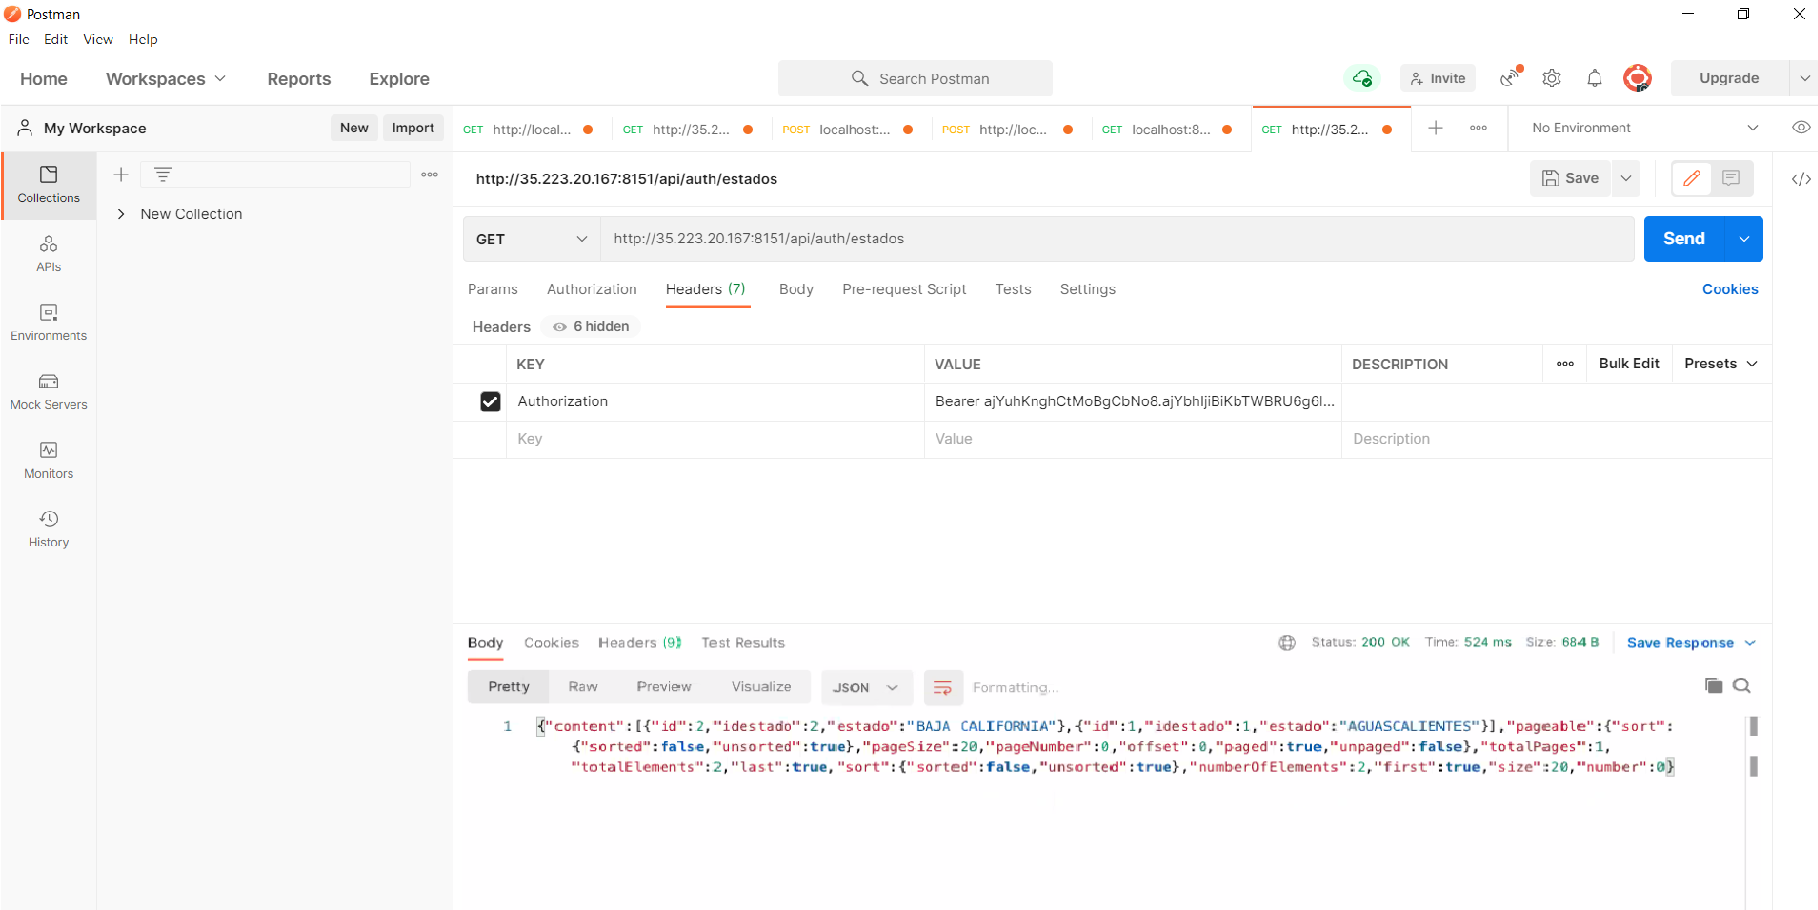 Postman
File Edit View Help
Home Workspaces Reports Explore Search Postman Invite Upgrade
My Workspace New Import GET http://local... GET http://35.2... POST localhost:... POST http://loc... GET localhost:8... GET http://35.2... No Environment
Collections
APIs
Environments
Mock Servers
Monitors
History
New Collection
http://35.223.20.167:8151/api/auth/estados Save
GET http://35.223.20.167:8151/api/auth/estados Send
Params Authorization Headers (7) Body Pre-request Script Tests Settings Cookies
Headers 6 hidden
KEY VALUE DESCRIPTION Bulk Edit Presets
Authorization Bearer ajYuhKnghCtMoBgCbNo8.ajYbhIjiBiKbTWBRU6g6l...
Key Value Description
Body Cookies Headers (9) Test Results Status: 200 OK Time: 524 ms Size: 684 B Save Response
Pretty Raw Preview Visualize JSON Formatting...
1 {"content":[{"id":2,"idestado":2,"estado":"BAJA CALIFORNIA"},{"id":1,"idestado":1,"estado":"AGUASCALIENTES"}],"pageable":{"sort":
{"sorted":false,"unsorted":true},"pageSize":20,"pageNumber":0,"offset":0,"paged":true,"unpaged":false},"totalPages":1,
"totalElements":2,"last":true,"sort":{"sorted":false,"unsorted":true},"numberOfElements":2,"first":true,"size":20,"number":0}